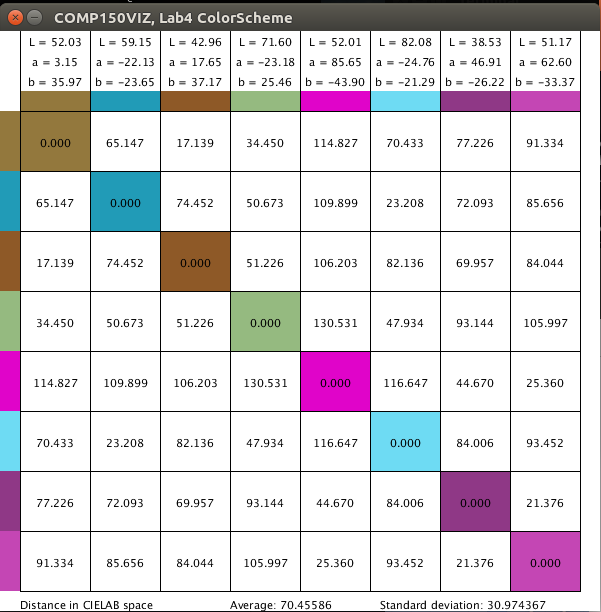 COMP150VIZ, Lab4 ColorScheme
L = 52.03 L = 59.15 L = 42.96 L = 71.60 L = 52.01 L = 82.08 L = 38.53 L = 51.17
a = 3.15 a = -22.13 a = 17.65 a = -23.18 a = 85.65 a = -24.76 a = 46.91 a = 62.60
b = 35.97 b = -23.65 b = 37.17 b = 25.46 b = -43.90 b = -21.29 b = -26.22 b = -33.37
0.000 65.147 17.139 34.450 114.827 70.433 77.226 91.334
65.147 0.000 74.452 50.673 109.899 23.208 72.093 85.656
17.139 74.452 0.000 51.226 106.203 82.136 69.957 84.044
34.450 50.673 51.226 0.000 130.531 47.934 93.144 105.997
114.827 109.899 106.203 130.531 0.000 116.647 44.670 25.360
70.433 23.208 82.136 47.934 116.647 0.000 84.006 93.452
77.226 72.093 69.957 93.144 44.670 84.006 0.000 21.376
91.334 85.656 84.044 105.997 25.360 93.452 21.376 0.000
Distance in CIELAB space Average: 70.45586 Standard deviation: 30.974367